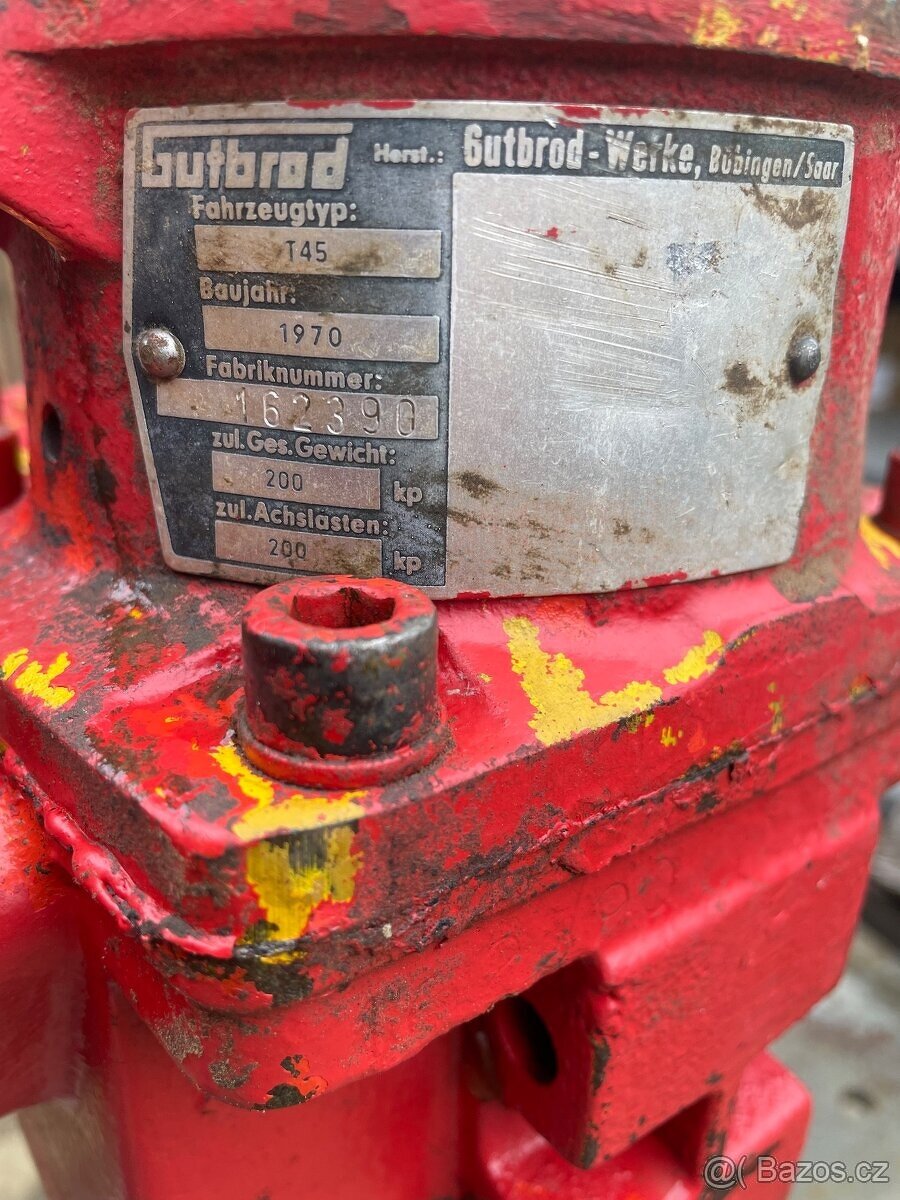 Gutbrod Herst.: Gutbrod-Werke, Bübingen/Saar
Fahrzeugtyp:
T45
Baujahr:
1970
Fabriknummer:
162390
zul.Ges.Gewicht:
200 kp
zul.Achslasten:
200 kp
@( Bazos.cz